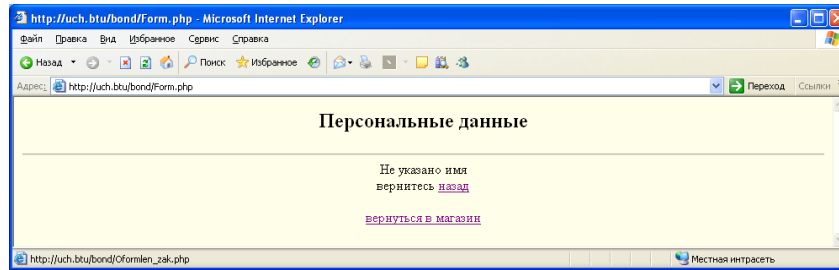 http://uch.btu/bond/Form.php - Microsoft Internet Explorer
Файл Правка Вид Избранное Сервис Справка
Назад Поиск Избранное
Адрес: http://uch.btu/bond/Form.php Переход Ссылки
Персональные данные
Не указано имя
вернитесь назад
вернуться в магазин
http://uch.btu/bond/Oformlen_zak.php Местная интрасеть